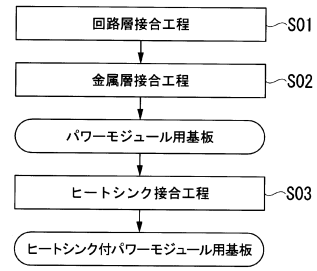 回路層接合工程 S01
金属層接合工程 S02
パワーモジュール用基板
ヒートシンク接合工程 S03
ヒートシンク付パワーモジュール用基板